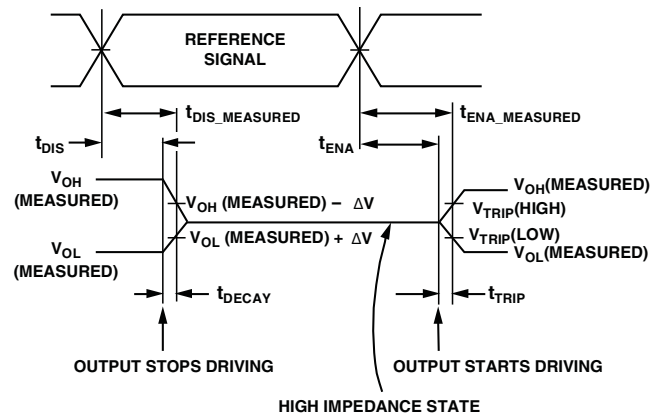 REFERENCE
SIGNAL
tDIS_MEASURED
tENA_MEASURED
tDIS
tENA
VOH
(MEASURED)
VOH (MEASURED) – ΔV
VOH(MEASURED)
VTRIP(HIGH)
VOL (MEASURED) + ΔV
VTRIP(LOW)
VOL
(MEASURED)
VOL(MEASURED)
tDECAY
tTRIP
OUTPUT STOPS DRIVING
OUTPUT STARTS DRIVING
HIGH IMPEDANCE STATE